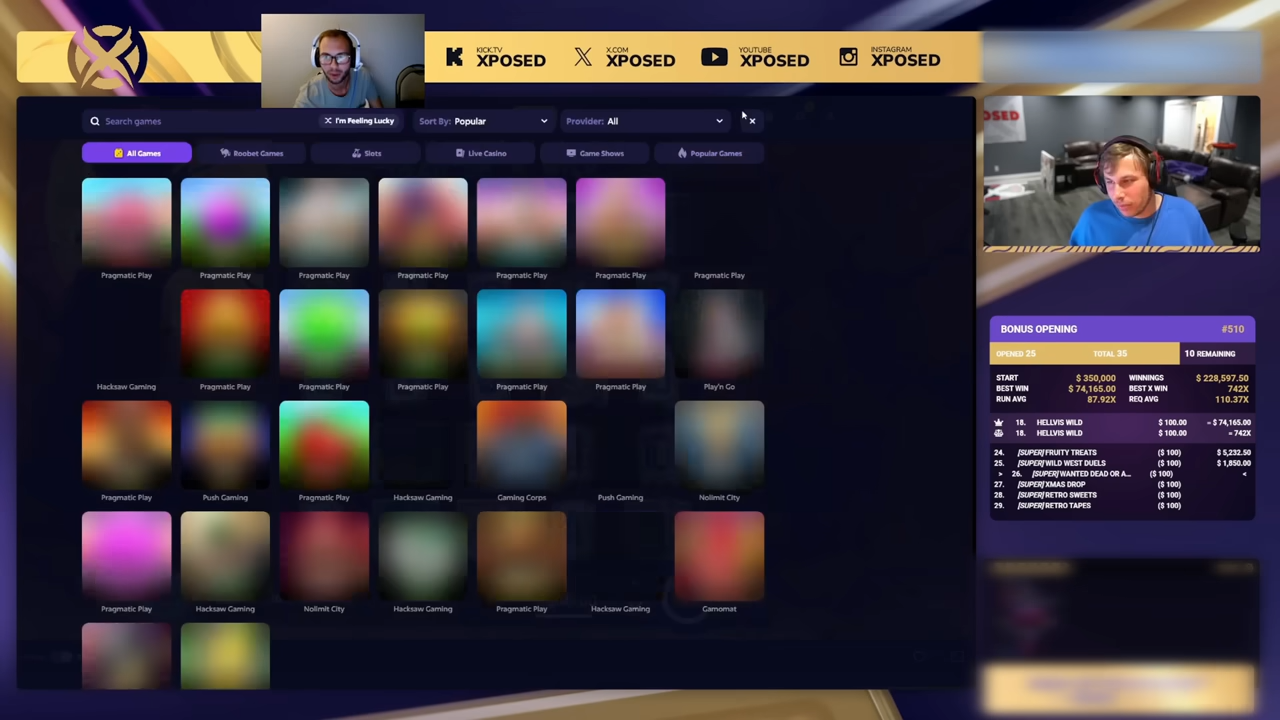 KICK.TV
XPOSED
X.COM
XPOSED
YOUTUBE
XPOSED
INSTAGRAM
XPOSED
Search games
I'm Feeling Lucky
Sort By: Popular
Provider: All
All Games
Roobet Games
Slots
Live Casino
Game Shows
Popular Games
Pragmatic Play
Pragmatic Play
Pragmatic Play
Pragmatic Play
Pragmatic Play
Pragmatic Play
Pragmatic Play
Hacksaw Gaming
Pragmatic Play
Pragmatic Play
Pragmatic Play
Pragmatic Play
Pragmatic Play
Play'n Go
Pragmatic Play
Push Gaming
Pragmatic Play
Hacksaw Gaming
Gaming Corps
Push Gaming
Nolimit City
Pragmatic Play
Hacksaw Gaming
Nolimit City
Hacksaw Gaming
Pragmatic Play
Hacksaw Gaming
Gamomat
OSED
BONUS OPENING #510
OPENED 25 TOTAL 35 10 REMAINING
START $ 350,000 WINNINGS $ 228,597.50
BEST WIN $ 74,165.00 BEST X WIN 742X
RUN AVG 87.92X REQ AVG 110.37X
18. HELLVIS WILD $ 100.00 = $ 74,165.00
18. HELLVIS WILD $ 100.00 = 742X
24. [SUPER] FRUITY TREATS ($ 100) $ 5,232.50
25. [SUPER] WILD WEST DUELS ($ 100) $ 1,850.00
> 26. [SUPER] WANTED DEAD OR A... ($ 100) <
27. [SUPER] XMAS DROP ($ 100)
28. [SUPER] RETRO SWEETS ($ 100)
29. [SUPER] RETRO TAPES ($ 100)